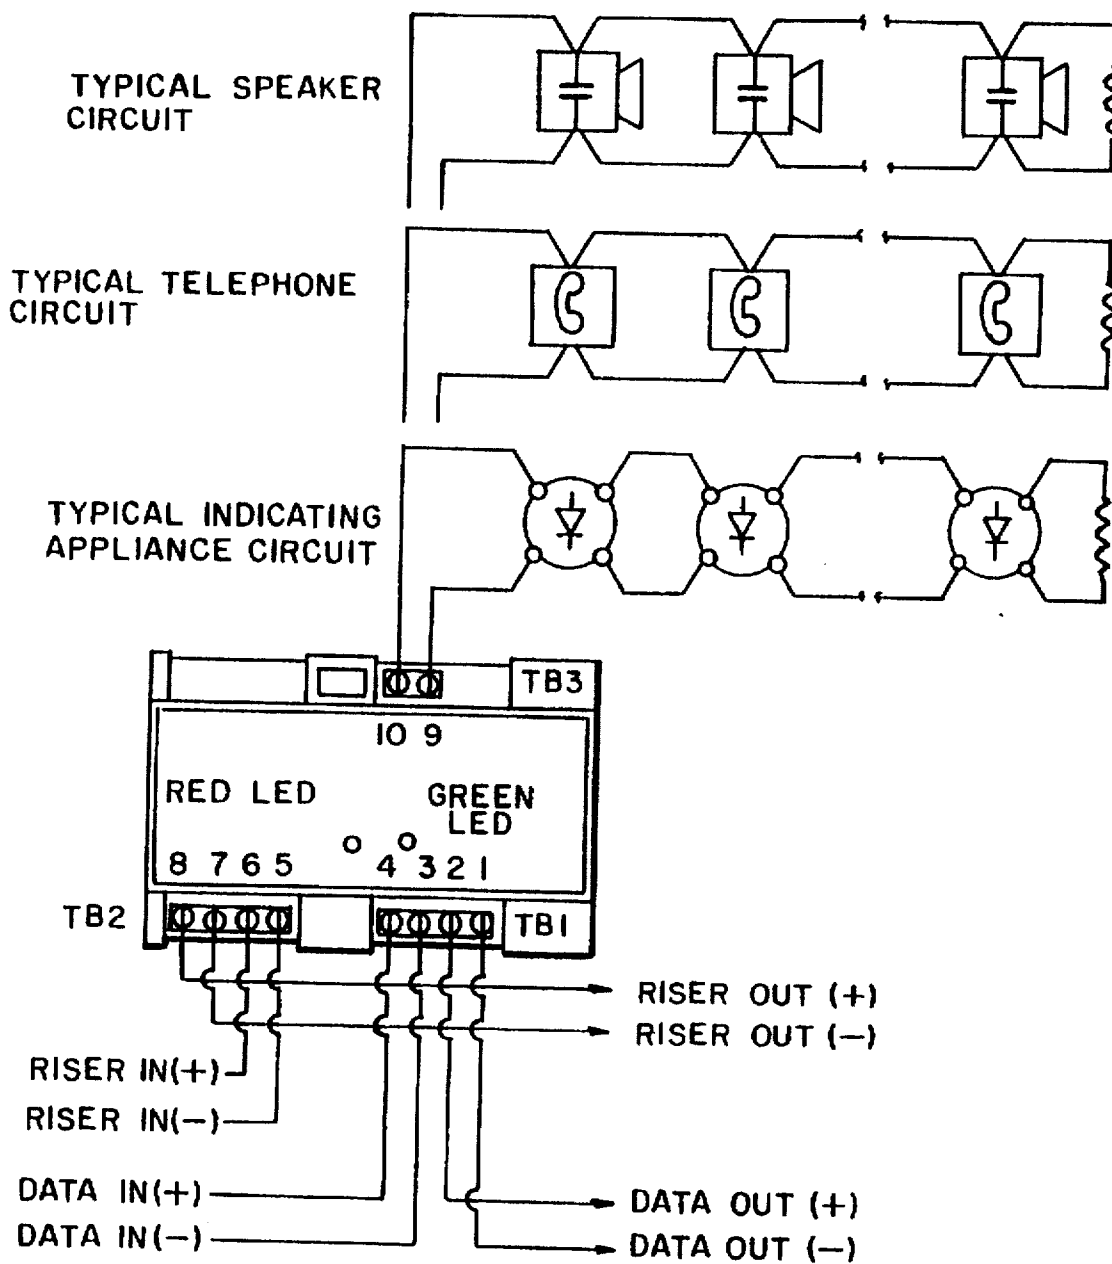 TYPICAL SPEAKER
CIRCUIT
TYPICAL TELEPHONE
CIRCUIT
TYPICAL INDICATING
APPLIANCE CIRCUIT
TB3
10 9
RED LED
GREEN
LED
8 7 6 5 4 3 2 1
TB2
TB1
RISER OUT (+)
RISER OUT (−)
RISER IN(+)
RISER IN(−)
DATA IN(+)
DATA OUT (+)
DATA IN(−)
DATA OUT (−)